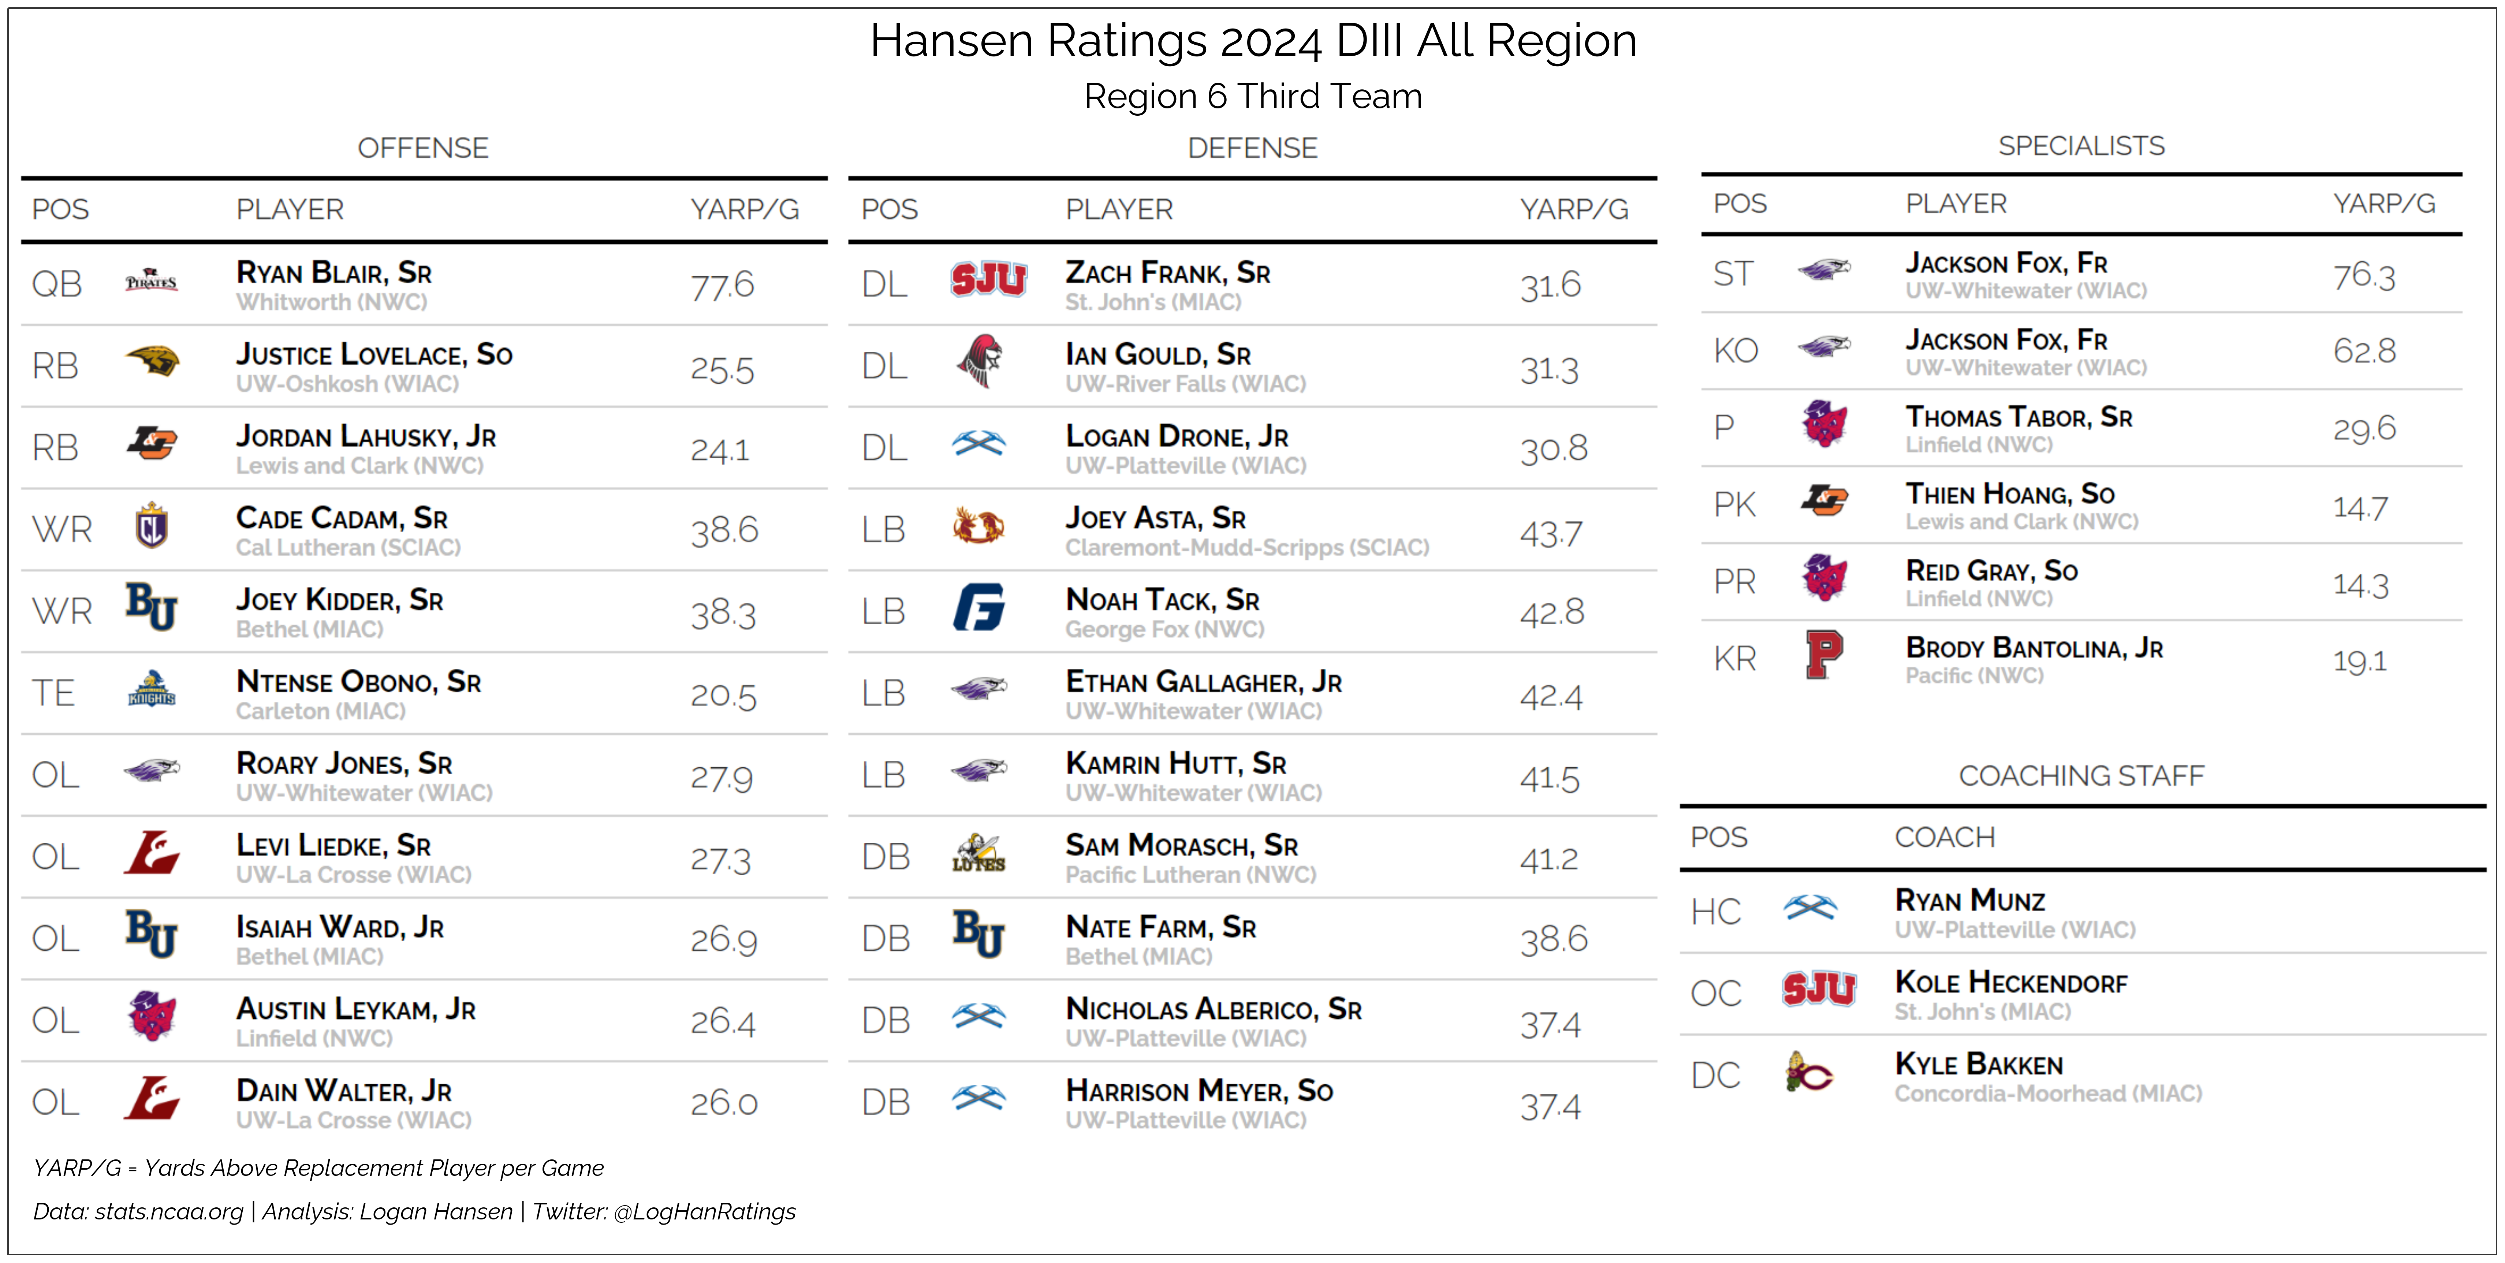 Hansen Ratings 2024 DIII All Region
Region 6 Third Team
OFFENSE
POS PLAYER YARP/G
QB PIRATES RYAN BLAIR, SR 77.6
Whitworth (NWC)
RB JUSTICE LOVELACE, SO 25.5
UW-Oshkosh (WIAC)
RB L&C JORDAN LAHUSKY, JR 24.1
Lewis and Clark (NWC)
WR CL CADE CADAM, SR 38.6
Cal Lutheran (SCIAC)
WR BU JOEY KIDDER, SR 38.3
Bethel (MIAC)
TE KNIGHTS NTENSE OBONO, SR 20.5
Carleton (MIAC)
OL ROARY JONES, SR 27.9
UW-Whitewater (WIAC)
OL L LEVI LIEDKE, SR 27.3
UW-La Crosse (WIAC)
OL BU ISAIAH WARD, JR 26.9
Bethel (MIAC)
OL L AUSTIN LEYKAM, JR 26.4
Linfield (NWC)
OL L DAIN WALTER, JR 26.0
UW-La Crosse (WIAC)
DEFENSE
POS PLAYER YARP/G
DL SJU ZACH FRANK, SR 31.6
St. John's (MIAC)
DL IAN GOULD, SR 31.3
UW-River Falls (WIAC)
DL LOGAN DRONE, JR 30.8
UW-Platteville (WIAC)
LB JOEY ASTA, SR 43.7
Claremont-Mudd-Scripps (SCIAC)
LB GF NOAH TACK, SR 42.8
George Fox (NWC)
LB ETHAN GALLAGHER, JR 42.4
UW-Whitewater (WIAC)
LB KAMRIN HUTT, SR 41.5
UW-Whitewater (WIAC)
DB LUTES SAM MORASCH, SR 41.2
Pacific Lutheran (NWC)
DB BU NATE FARM, SR 38.6
Bethel (MIAC)
DB NICHOLAS ALBERICO, SR 37.4
UW-Platteville (WIAC)
DB HARRISON MEYER, SO 37.4
UW-Platteville (WIAC)
SPECIALISTS
POS PLAYER YARP/G
ST JACKSON FOX, FR 76.3
UW-Whitewater (WIAC)
KO JACKSON FOX, FR 62.8
UW-Whitewater (WIAC)
P L THOMAS TABOR, SR 29.6
Linfield (NWC)
PK L&C THIEN HOANG, SO 14.7
Lewis and Clark (NWC)
PR L REID GRAY, SO 14.3
Linfield (NWC)
KR P BRODY BANTOLINA, JR 19.1
Pacific (NWC)
COACHING STAFF
POS COACH
HC RYAN MUNZ
UW-Platteville (WIAC)
OC SJU KOLE HECKENDORF
St. John's (MIAC)
DC C KYLE BAKKEN
Concordia-Moorhead (MIAC)
YARP/G = Yards Above Replacement Player per Game
Data: stats.ncaa.org | Analysis: Logan Hansen | Twitter: @LogHanRatings